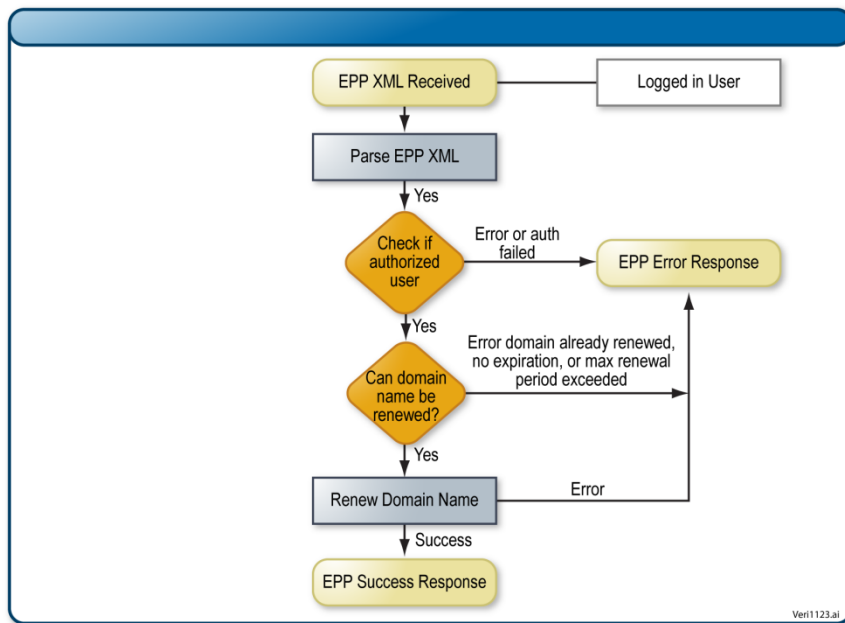 EPP XML Received
Logged in User
Parse EPP XML
Yes
Check if
authorized
user
Error or auth
failed
EPP Error Response
Yes
Error domain already renewed,
no expiration, or max renewal
period exceeded
Can domain
name be
renewed?
Yes
Renew Domain Name
Error
Success
EPP Success Response
Veri1123.ai